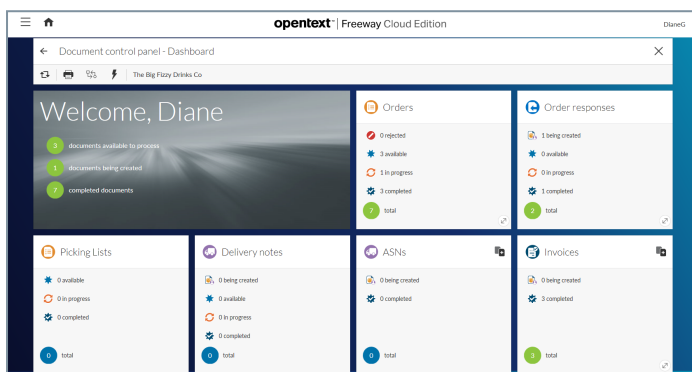 opentext™ | Freeway Cloud Edition
DianeG
Document control panel - Dashboard
The Big Fizzy Drinks Co
Welcome, Diane
3 documents available to process
1 documents being created
7 completed documents
Orders
0 rejected
3 available
1 in progress
3 completed
7 total
Order responses
1 being created
0 available
0 in progress
1 completed
2 total
Picking Lists
0 available
0 in progress
0 completed
0 total
Delivery notes
0 being created
0 available
0 in progress
0 completed
0 total
ASNs
0 being created
0 completed
0 total
Invoices
0 being created
3 completed
3 total